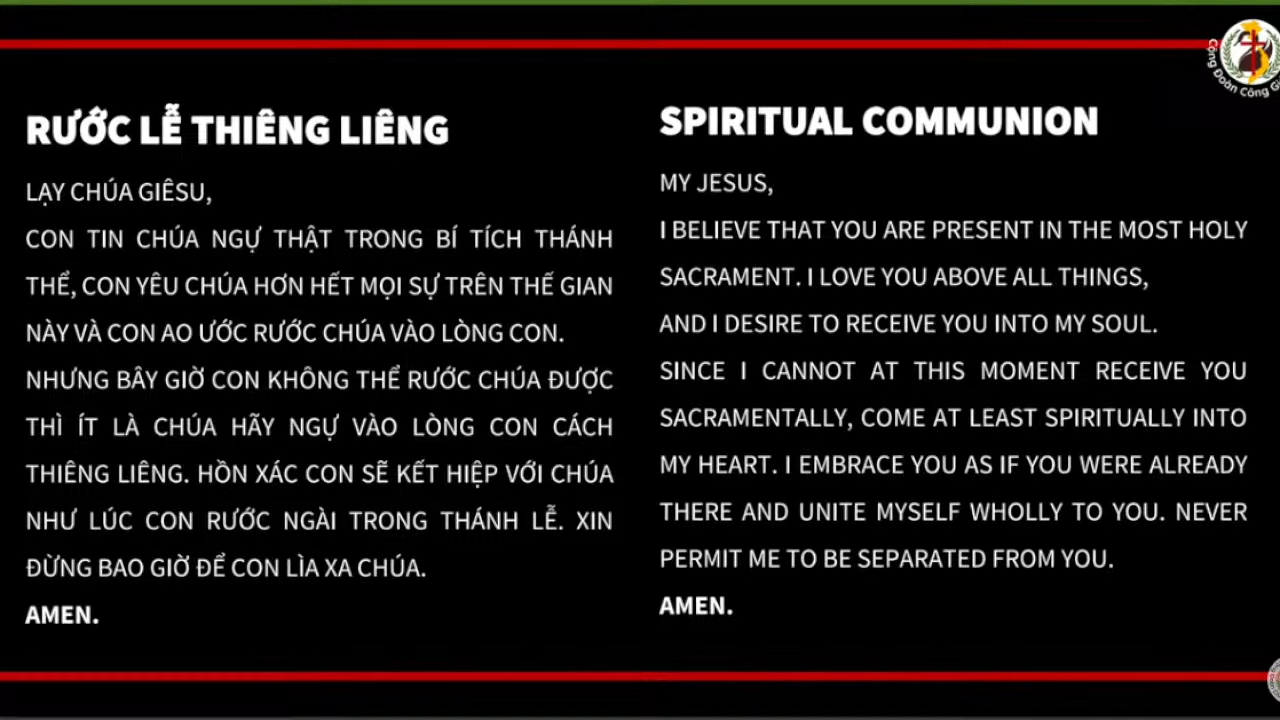 RƯỚC LỄ THIÊNG LIÊNG
LẠY CHÚA GIÊSU,
CON TIN CHÚA NGỰ THẬT TRONG BÍ TÍCH THÁNH
THỂ, CON YÊU CHÚA HƠN HẾT MỌI SỰ TRÊN THẾ GIAN
NÀY VÀ CON AO ƯỚC RƯỚC CHÚA VÀO LÒNG CON.
NHƯNG BÂY GIỜ CON KHÔNG THỂ RƯỚC CHÚA ĐƯỢC
THÌ ÍT LÀ CHÚA HÃY NGỰ VÀO LÒNG CON CÁCH
THIÊNG LIÊNG. HỒN XÁC CON SẼ KẾT HIỆP VỚI CHÚA
NHƯ LÚC CON RƯỚC NGÀI TRONG THÁNH LỄ. XIN
ĐỪNG BAO GIỜ ĐỂ CON LÌA XA CHÚA.
AMEN.
SPIRITUAL COMMUNION
MY JESUS,
I BELIEVE THAT YOU ARE PRESENT IN THE MOST HOLY
SACRAMENT. I LOVE YOU ABOVE ALL THINGS,
AND I DESIRE TO RECEIVE YOU INTO MY SOUL.
SINCE I CANNOT AT THIS MOMENT RECEIVE YOU
SACRAMENTALLY, COME AT LEAST SPIRITUALLY INTO
MY HEART. I EMBRACE YOU AS IF YOU WERE ALREADY
THERE AND UNITE MYSELF WHOLLY TO YOU. NEVER
PERMIT ME TO BE SEPARATED FROM YOU.
AMEN.
Cộng Đoàn Công